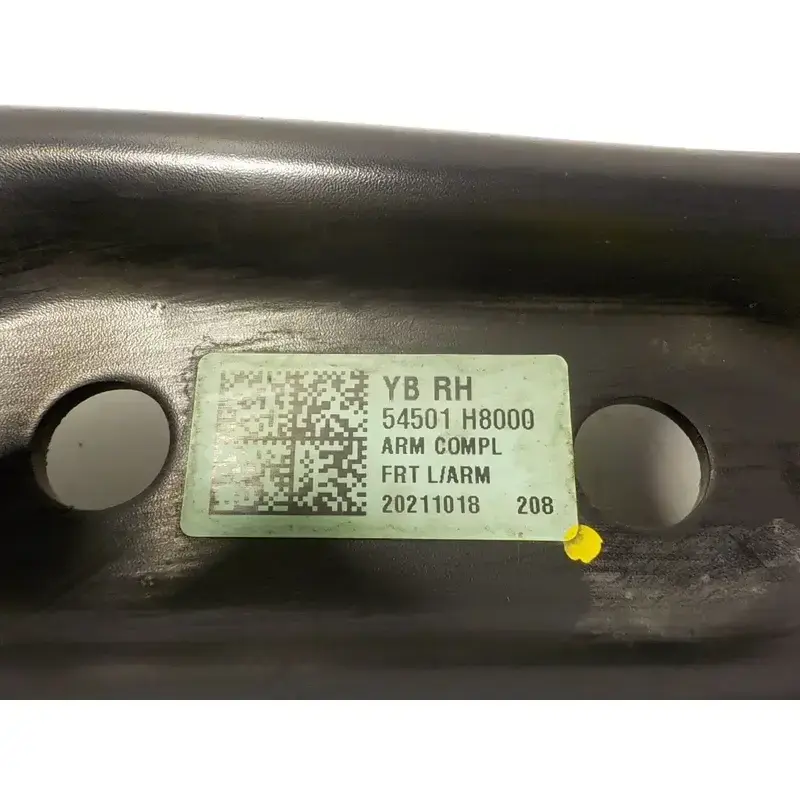 YB RH
54501 H8000
ARM COMPL
FRT L/ARM
20211018 208